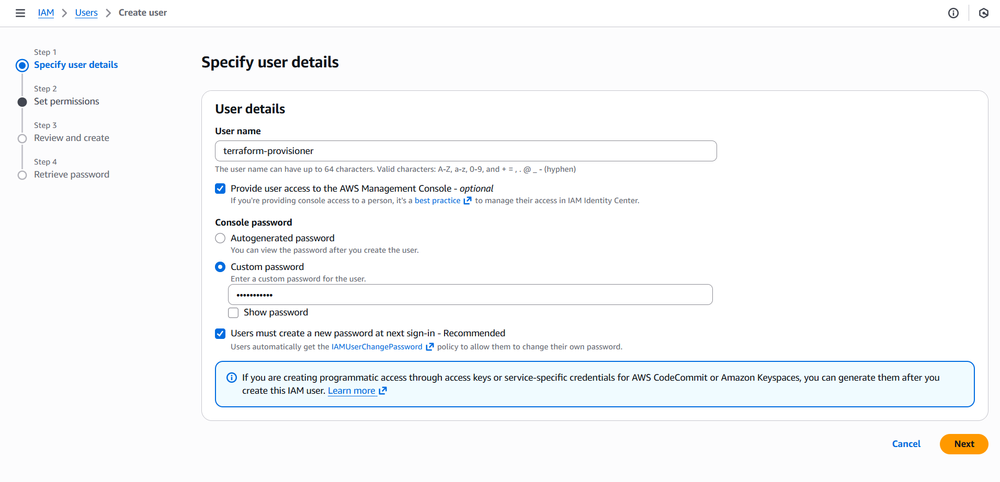 IAM > Users > Create user
Step 1
Specify user details
Step 2
Set permissions
Step 3
Review and create
Step 4
Retrieve password
Specify user details
User details
User name
terraform-provisioner
The user name can have up to 64 characters. Valid characters: A-Z, a-z, 0-9, and + = , . @ _ - (hyphen)
Provide user access to the AWS Management Console - optional
If you're providing console access to a person, it's a best practice to manage their access in IAM Identity Center.
Console password
Autogenerated password
You can view the password after you create the user.
Custom password
Enter a custom password for the user.
•••••••••••
Show password
Users must create a new password at next sign-in - Recommended
Users automatically get the IAMUserChangePassword policy to allow them to change their own password.
If you are creating programmatic access through access keys or service-specific credentials for AWS CodeCommit or Amazon Keyspaces, you can generate them after you
create this IAM user. Learn more
Cancel
Next